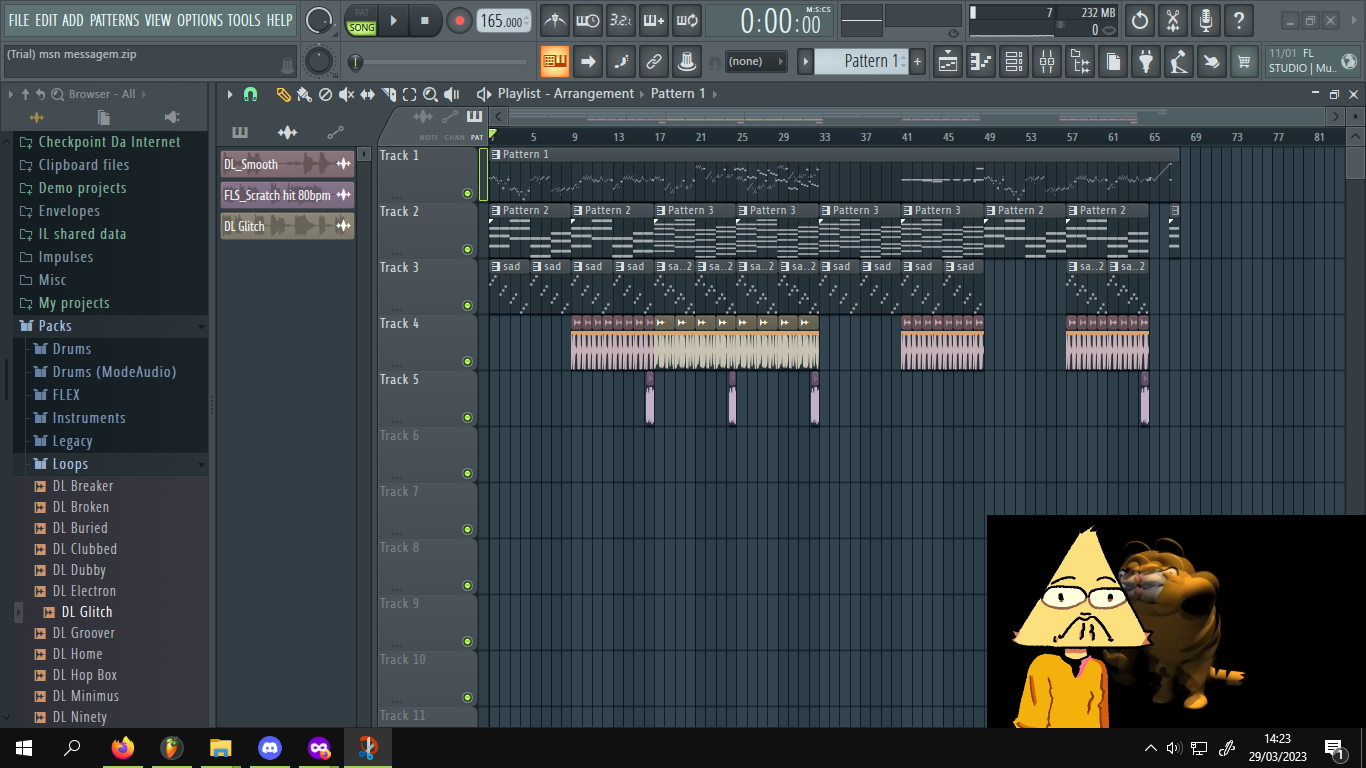 FILE EDIT ADD PATTERNS VIEW OPTIONS TOOLS HELP
PAT
SONG
165.000
3.2.
0:00:00
M:S:CS
7
232 MB
0
(Trial) msn messagem.zip
(none)
Pattern 1
+
11/01 FL
STUDIO | Mu..
Browser - All
Playlist - Arrangement
Pattern 1
NOTE CHAN PAT
5 9 13 17 21 25 29 33 37 41 45 49 53 57 61 65 69 73 77 81
Checkpoint Da Internet
Clipboard files
Demo projects
Envelopes
IL shared data
Impulses
Misc
My projects
Packs
Drums
Drums (ModeAudio)
FLEX
Instruments
Legacy
Loops
DL Breaker
DL Broken
DL Buried
DL Clubbed
DL Dubby
DL Electron
DL Glitch
DL Groover
DL Home
DL Hop Box
DL Minimus
DL Ninety
DL_Smooth
FLS_Scratch hit 80bpm
DL Glitch
Track 1
Pattern 1
Track 2
Pattern 2 Pattern 2 Pattern 3 Pattern 3 Pattern 3 Pattern 3 Pattern 2 Pattern 2
Track 3
sad sad sad sad sa..2 sa..2 sa..2 sa..2 sad sad sad sad sa..2 sa..2
Track 4
Track 5
Track 6
Track 7
Track 8
Track 9
Track 10
Track 11
14:23
29/03/2023
1